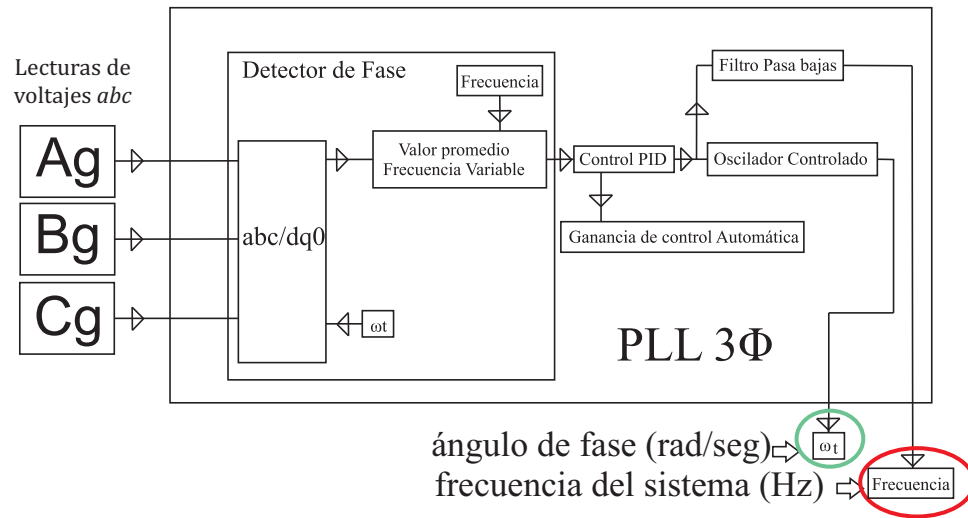 Lecturas de
voltajes abc
Ag
Bg
Cg
Detector de Fase
abc/dq0
ωt
Frecuencia
Valor promedio
Frecuencia Variable
Control PID
Ganancia de control Automática
Filtro Pasa bajas
Oscilador Controlado
PLL 3Φ
ángulo de fase (rad/seg)
ωt
frecuencia del sistema (Hz)
Frecuencia